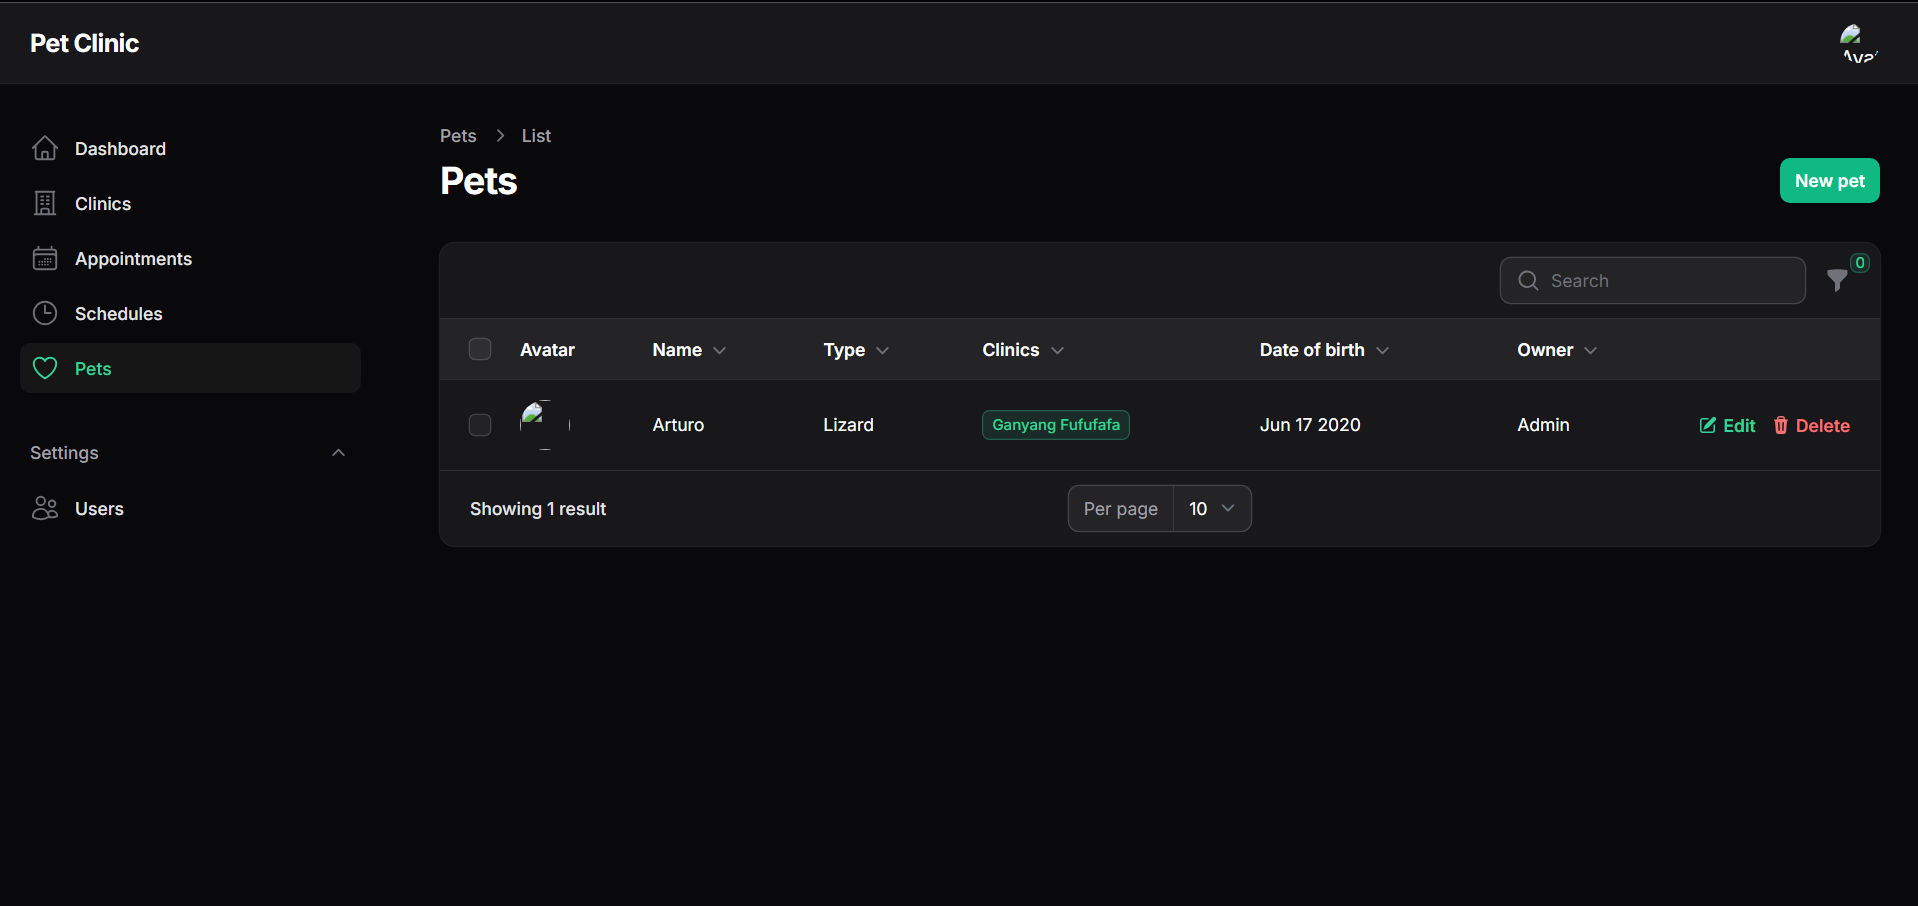 Pet Clinic
Dashboard
Clinics
Appointments
Schedules
Pets
Settings
Users
Pets > List
Pets
New pet
Search
0
Avatar Name Type Clinics Date of birth Owner
Arturo Lizard Ganyang Fufufafa Jun 17 2020 Admin Edit Delete
Showing 1 result
Per page 10